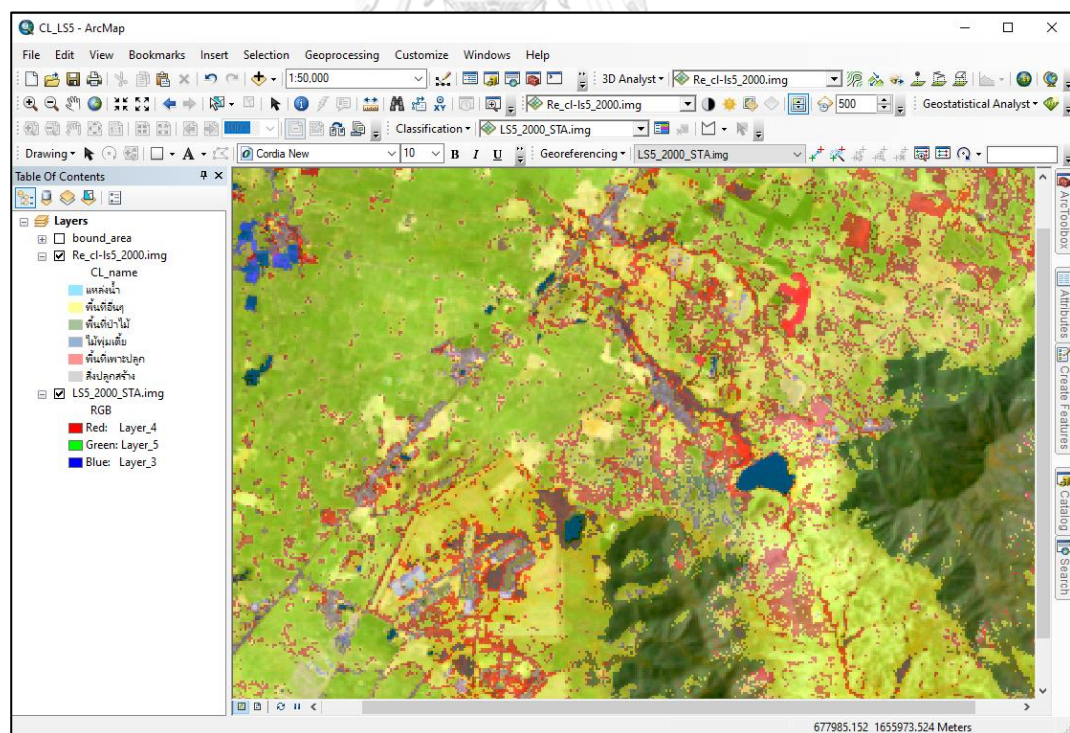 CL_LS5 - ArcMap
File Edit View Bookmarks Insert Selection Geoprocessing Customize Windows Help
1:50,000 3D Analyst Re_cl-ls5_2000.img
Re_cl-ls5_2000.img 500 Geostatistical Analyst
100% Classification LS5_2000_STA.img
Drawing A Cordia New 10 B I U Georeferencing LS5_2000_STA.img
Table Of Contents
Layers
bound_area
Re_cl-ls5_2000.img
CL_name
แหล่งน้ำ
พื้นที่อื่นๆ
พื้นที่ป่าไม้
ไม้พุ่มเตี้ย
พื้นที่เพาะปลูก
สิ่งปลูกสร้าง
LS5_2000_STA.img
RGB
Red: Layer_4
Green: Layer_5
Blue: Layer_3
ArcToolbox
Attributes
Create Features
Catalog
Search
677985.152 1655973.524 Meters